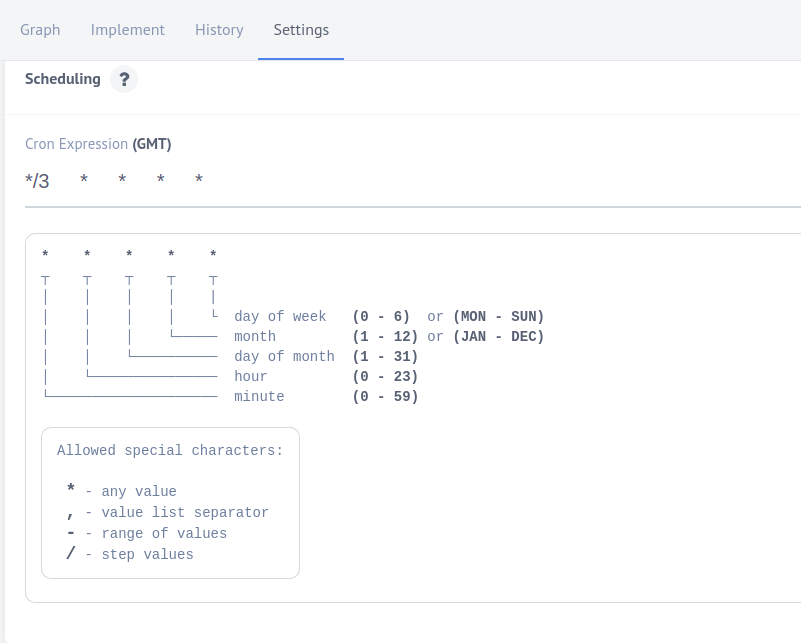 Graph Implement History Settings
Scheduling ?
Cron Expression (GMT)
*/3 * * * *
* * * * *
day of week (0 - 6) or (MON - SUN)
month (1 - 12) or (JAN - DEC)
day of month (1 - 31)
hour (0 - 23)
minute (0 - 59)
Allowed special characters:
* - any value
, - value list separator
- - range of values
/ - step values